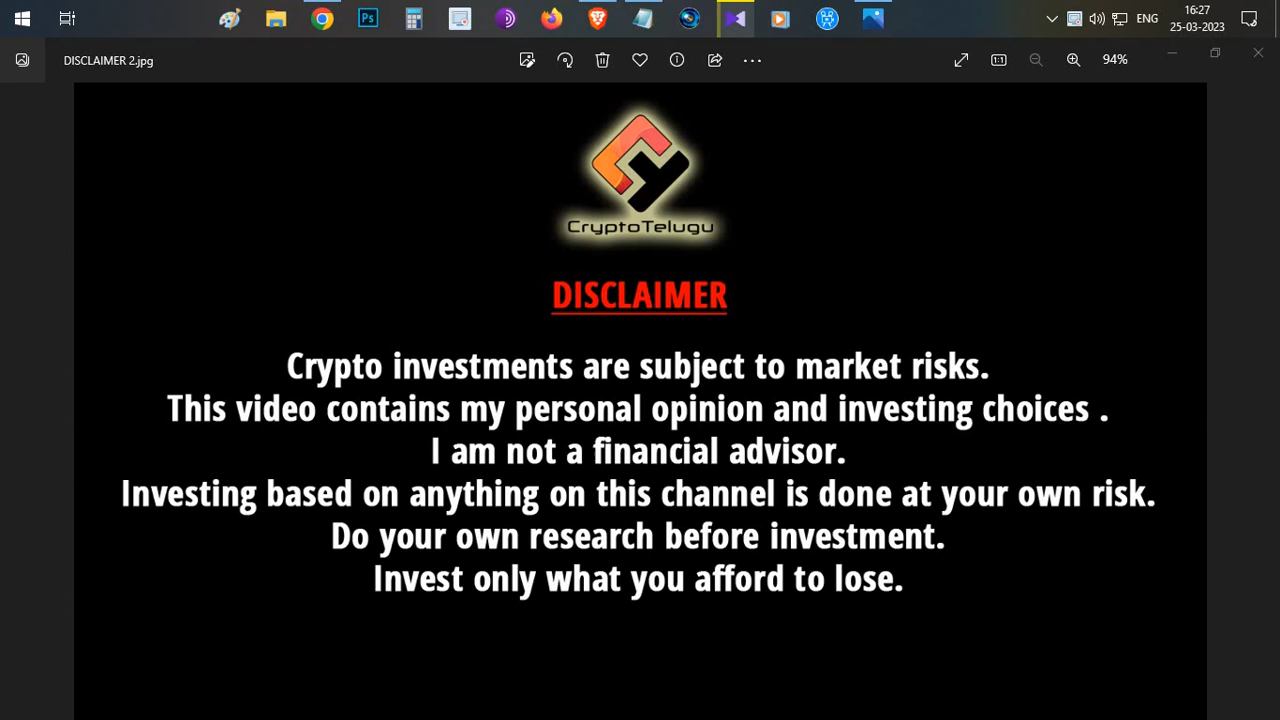 16:27
ENG
25-03-2023
Ps
DISCLAIMER 2.jpg
1:1
94%
CryptoTelugu
DISCLAIMER
Crypto investments are subject to market risks.
This video contains my personal opinion and investing choices .
I am not a financial advisor.
Investing based on anything on this channel is done at your own risk.
Do your own research before investment.
Invest only what you afford to lose.